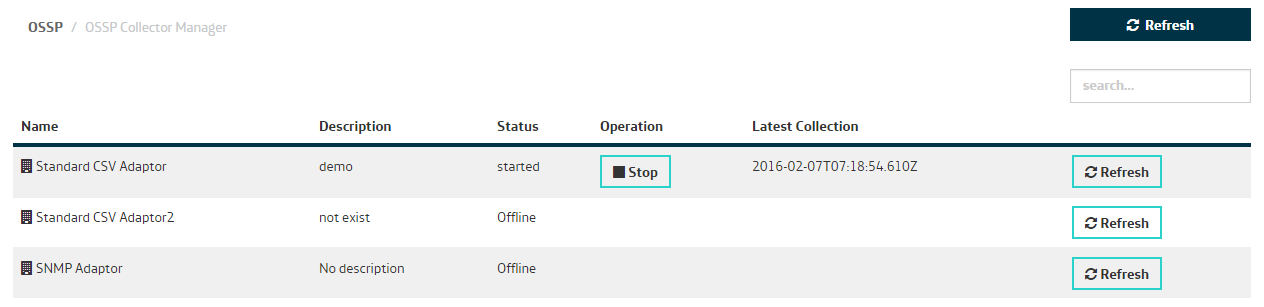 OSSP / OSSP Collector Manager Refresh
search...
Name Description Status Operation Latest Collection
Standard CSV Adaptor demo started Stop 2016-02-07T07:18:54.610Z Refresh
Standard CSV Adaptor2 not exist Offline Refresh
SNMP Adaptor No description Offline Refresh